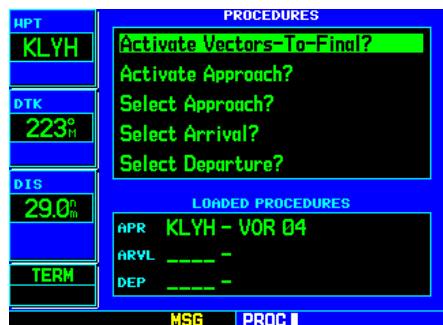 WPT
KLYH
DTK
223°M
DIS
29.0nm
TERM
PROCEDURES
Activate Vectors-To-Final?
Activate Approach?
Select Approach?
Select Arrival?
Select Departure?
LOADED PROCEDURES
APR KLYH - VOR 04
ARVL ____ -
DEP ____ -
MSG PROC